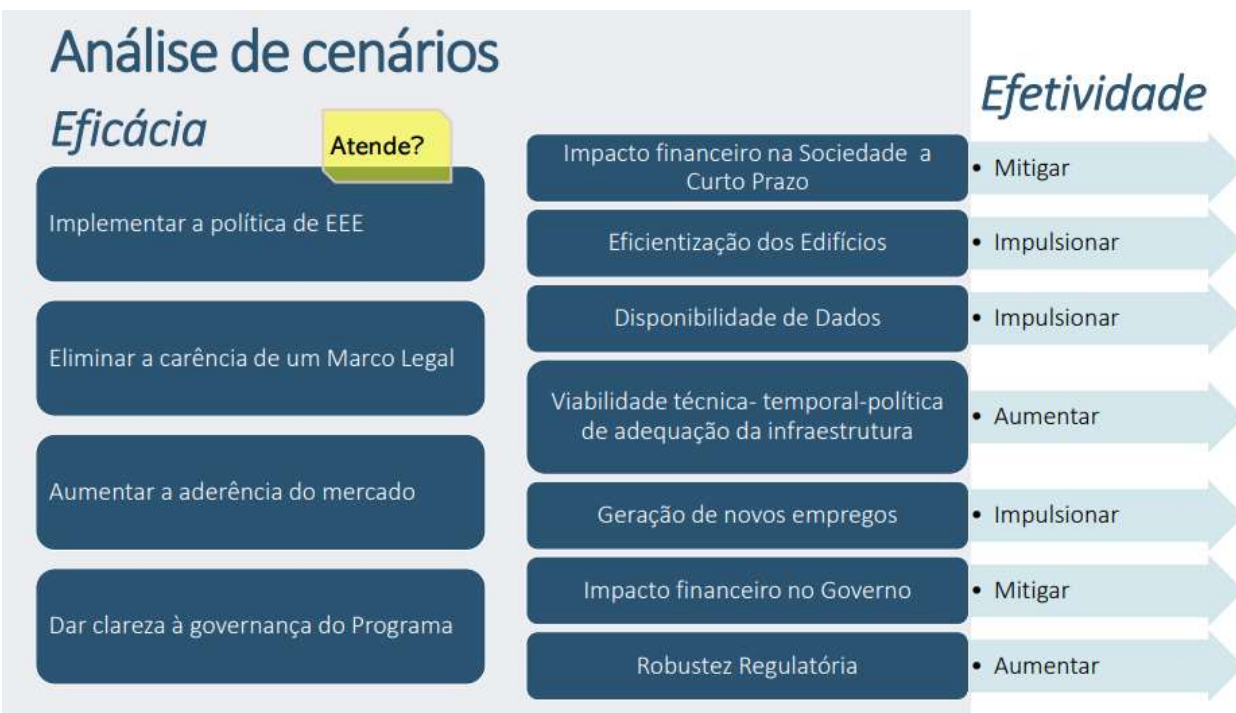 Análise de cenários
Eficácia
Atende?
Implementar a política de EEE
Eliminar a carência de um Marco Legal
Aumentar a aderência do mercado
Dar clareza à governança do Programa
Efetividade
Impacto financeiro na Sociedade a
Curto Prazo
• Mitigar
Eficientização dos Edifícios
• Impulsionar
Disponibilidade de Dados
• Impulsionar
Viabilidade técnica- temporal-política
de adequação da infraestrutura
• Aumentar
Geração de novos empregos
• Impulsionar
Impacto financeiro no Governo
• Mitigar
Robustez Regulatória
• Aumentar